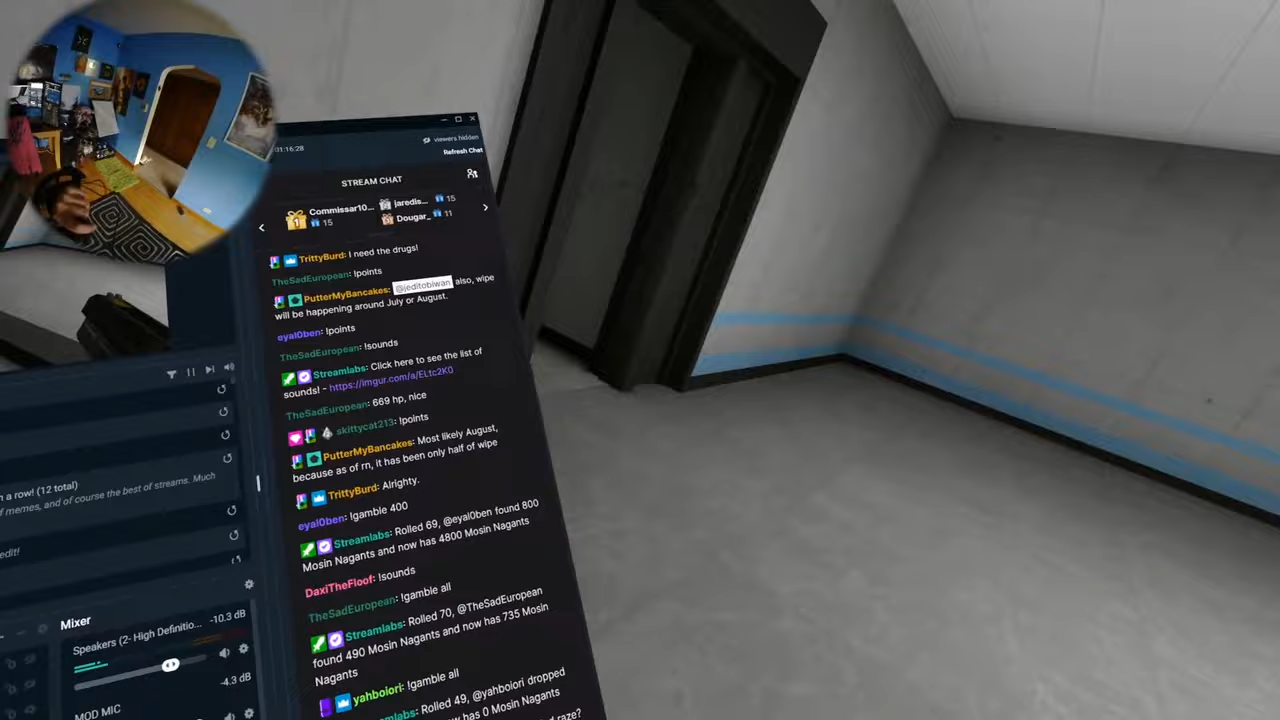 01:16:28
viewers hidden
Refresh Chat
STREAM CHAT
Commissar10...
15
jaredis... 15
Dougar_ 11
TrittyBurd: I need the drugs!
TheSadEuropean: !points
PutterMyBancakes: @jeditobiwan also, wipe
will be happening around July or August.
eyal0ben: !points
TheSadEuropean: !sounds
Streamlabs: Click here to see the list of
sounds! - https://imgur.com/a/ELtc2K0
TheSadEuropean: 669 hp, nice
skittycat213: !points
PutterMyBancakes: Most likely August,
because as of rn, it has been only half of wipe
TrittyBurd: Alrighty.
eyal0ben: !gamble 400
Streamlabs: Rolled 69, @eyal0ben found 800
Mosin Nagants and now has 4800 Mosin Nagants
DaxiTheFloof: !sounds
TheSadEuropean: !gamble all
Streamlabs: Rolled 70, @TheSadEuropean
found 490 Mosin Nagants and now has 735 Mosin
Nagants
yahboiori: !gamble all
Rolled 49, @yahboiori dropped
now has 0 Mosin Nagants
raze?
n a row! (12 total)
f memes, and of course the best of streams. Much
edit!
Mixer
Speakers (2- High Definitio... -10.3 dB
-4.3 dB
MOD MIC